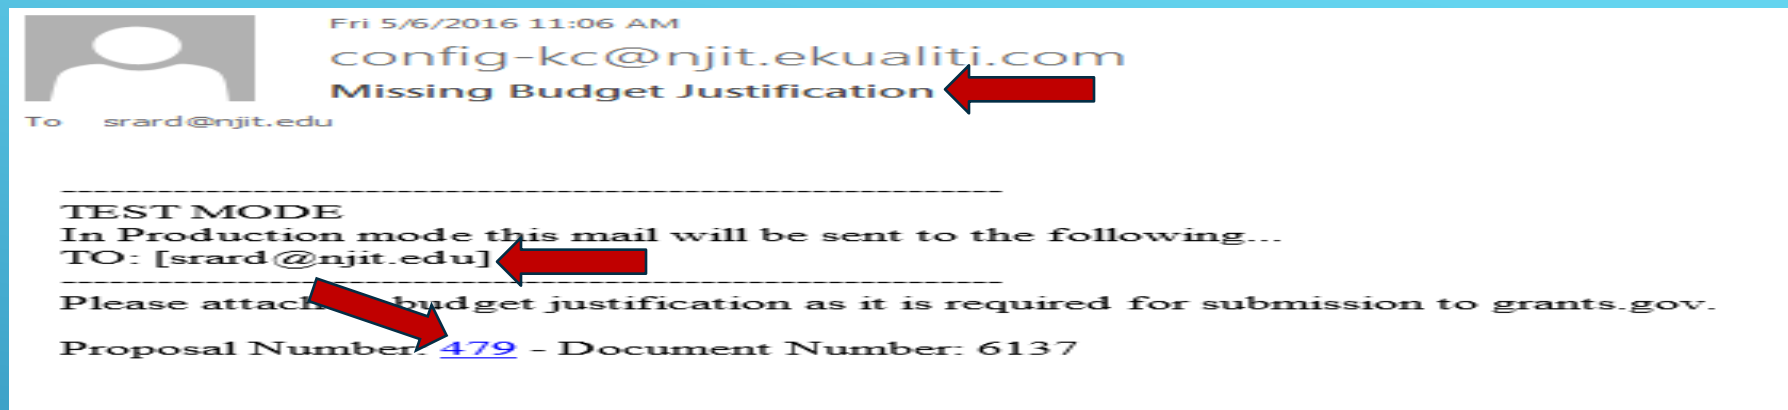 Fri 5/6/2016 11:06 AM
config-kc@njit.ekualiti.com
Missing Budget Justification
To srard@njit.edu
TEST MODE
In Production mode this mail will be sent to the following...
TO: [srard@njit.edu]
Please attach budget justification as it is required for submission to grants.gov.
Proposal Number: 479 - Document Number: 6137